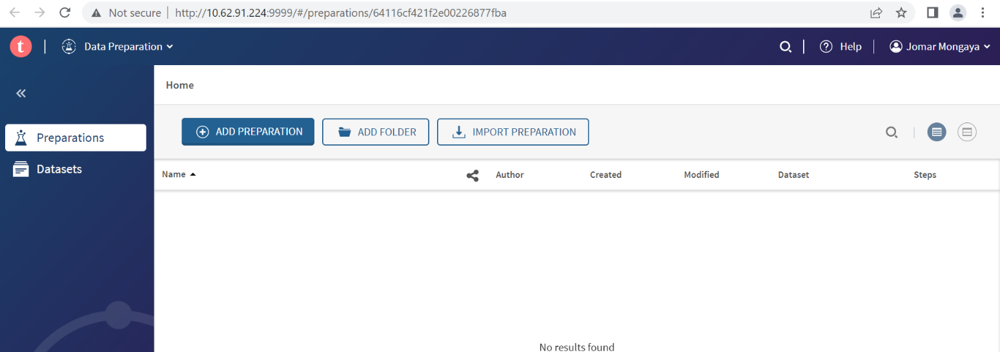 Not secure http://10.62.91.224:9999/#/preparations/64116cf421f2e00226877fba
t Data Preparation Help Jomar Mongaya
Home
ADD PREPARATION ADD FOLDER IMPORT PREPARATION
Preparations
Datasets
Name Author Created Modified Dataset Steps
No results found